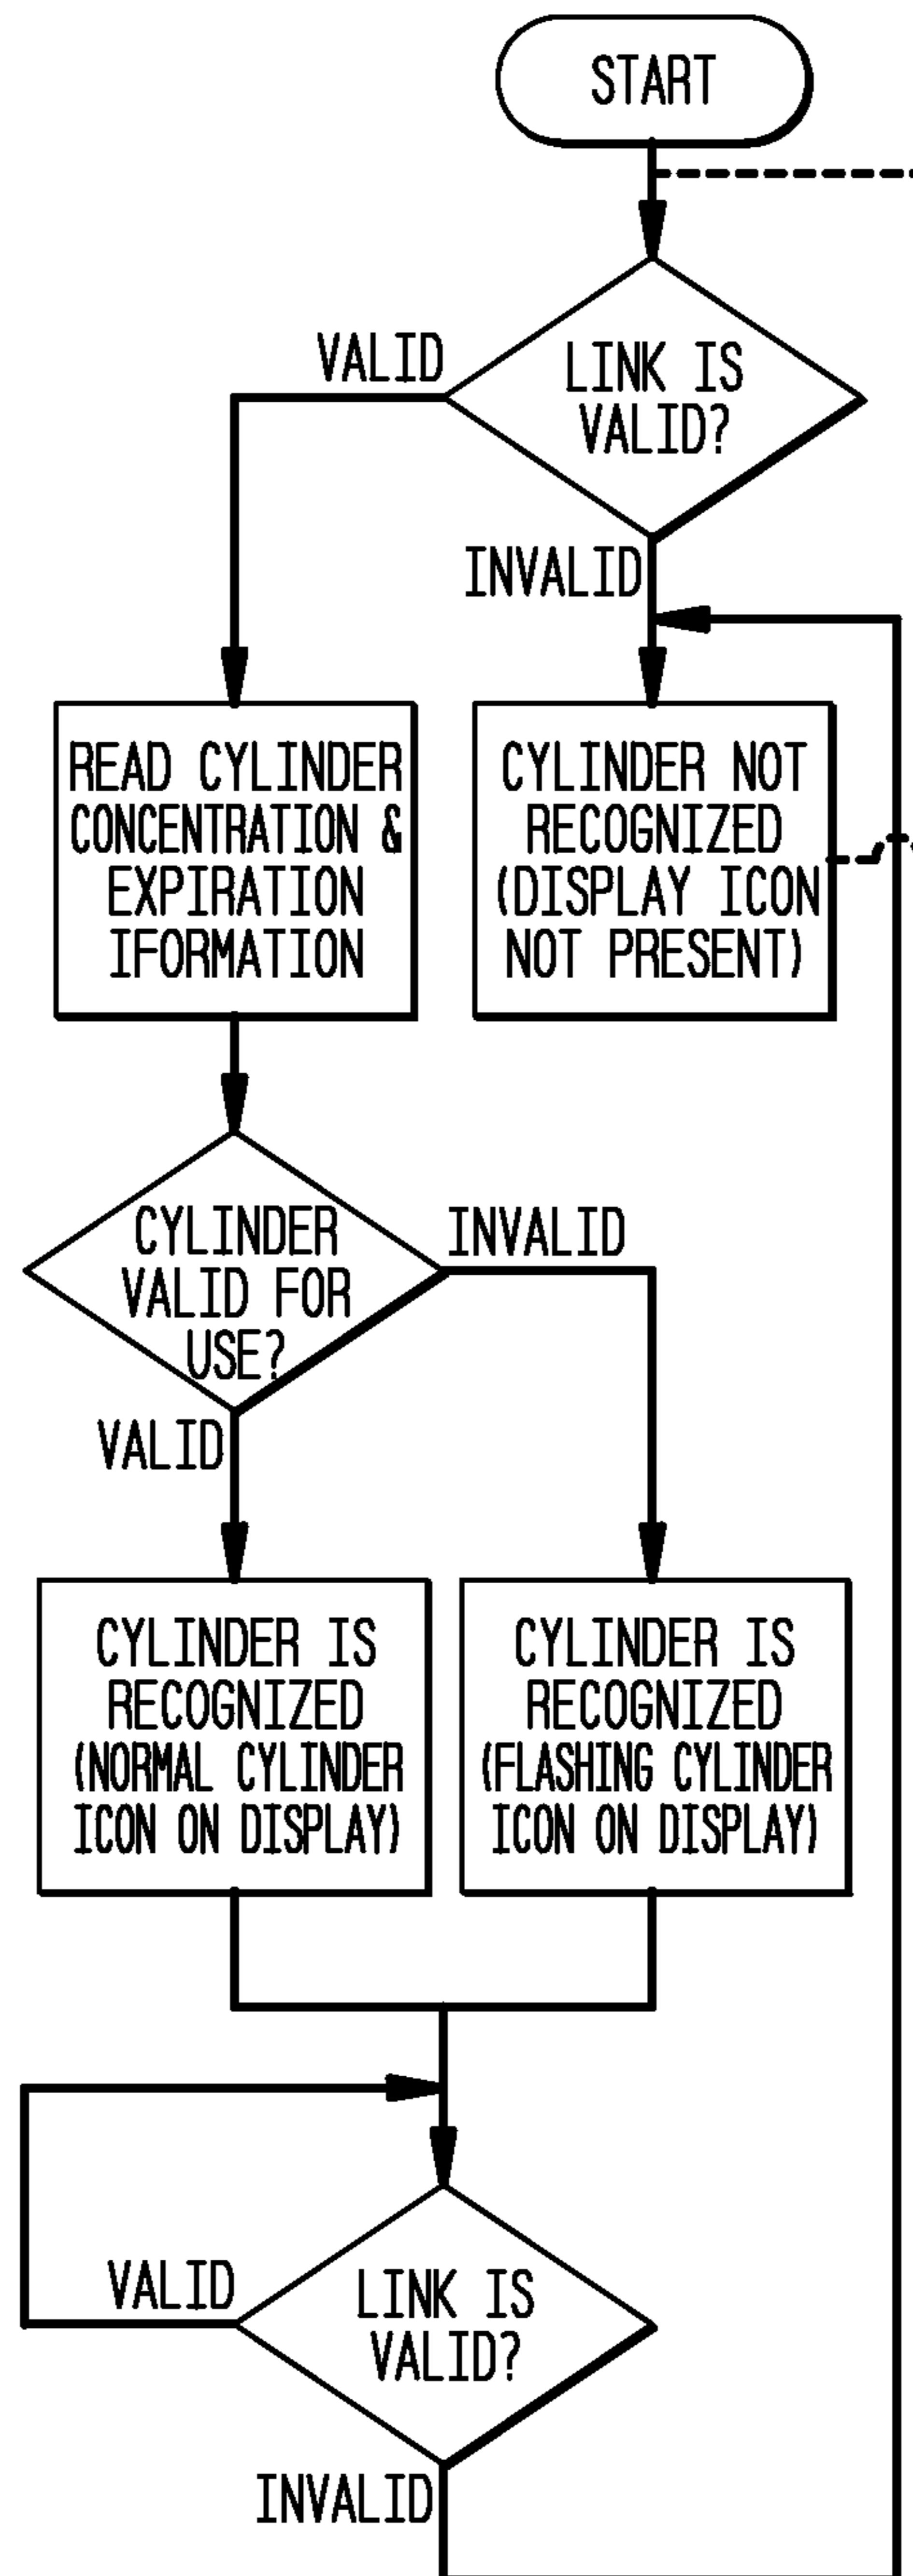 START
VALID
LINK IS
VALID?
INVALID
READ CYLINDER
CONCENTRATION &
EXPIRATION
IFORMATION
CYLINDER NOT
RECOGNIZED
(DISPLAY ICON
NOT PRESENT)
CYLINDER
VALID FOR
USE?
INVALID
VALID
CYLINDER IS
RECOGNIZED
(NORMAL CYLINDER
ICON ON DISPLAY)
CYLINDER IS
RECOGNIZED
(FLASHING CYLINDER
ICON ON DISPLAY)
VALID
LINK IS
VALID?
INVALID